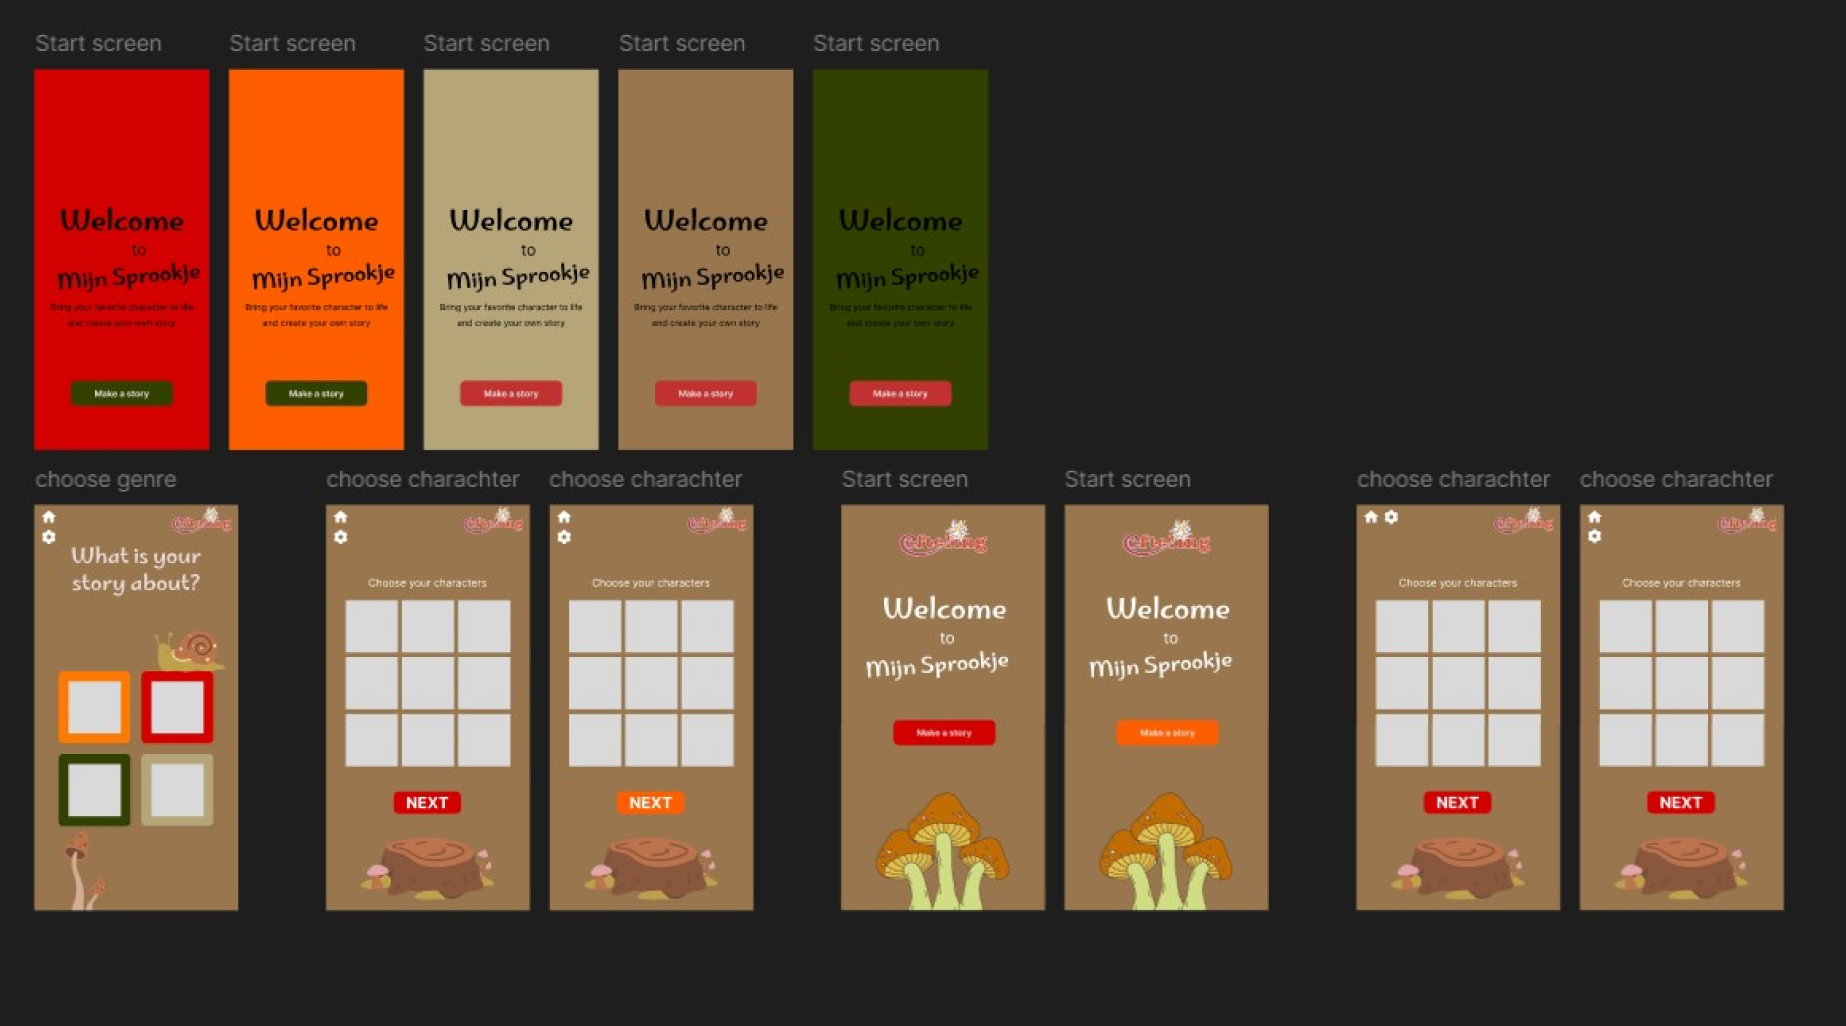 Start screen
Start screen
Start screen
Start screen
Start screen
Welcome
to
Mijn Sprookje
Bring your favorite character to life
and create your own story
Make a story
Welcome
to
Mijn Sprookje
Bring your favorite character to life
and create your own story
Make a story
Welcome
to
Mijn Sprookje
Bring your favorite character to life
and create your own story
Make a story
Welcome
to
Mijn Sprookje
Bring your favorite character to life
and create your own story
Make a story
Welcome
to
Mijn Sprookje
Bring your favorite character to life
and create your own story
Make a story
choose genre
Efteling
What is your
story about?
choose charachter
Efteling
Choose your characters
NEXT
choose charachter
Efteling
Choose your characters
NEXT
Start screen
Efteling
Welcome
to
Mijn Sprookje
Make a story
Start screen
Efteling
Welcome
to
Mijn Sprookje
Make a story
choose charachter
Efteling
Choose your characters
NEXT
choose charachter
Efteling
Choose your characters
NEXT